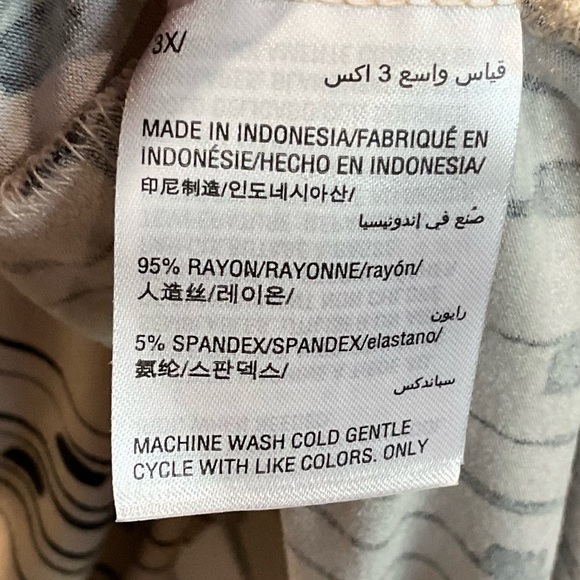 3X/
قياس واسع 3 اكس
MADE IN INDONESIA/FABRIQUÉ EN
INDONÉSIE/HECHO EN INDONESIA/
印尼制造/인도네시아산/
صُنع في إندونيسيا
95% RAYON/RAYONNE/rayón/
人造丝/레이온/
رايون
5% SPANDEX/SPANDEX/elastano/
氨纶/스판덱스/
سباندكس
MACHINE WASH COLD GENTLE
CYCLE WITH LIKE COLORS. ONLY